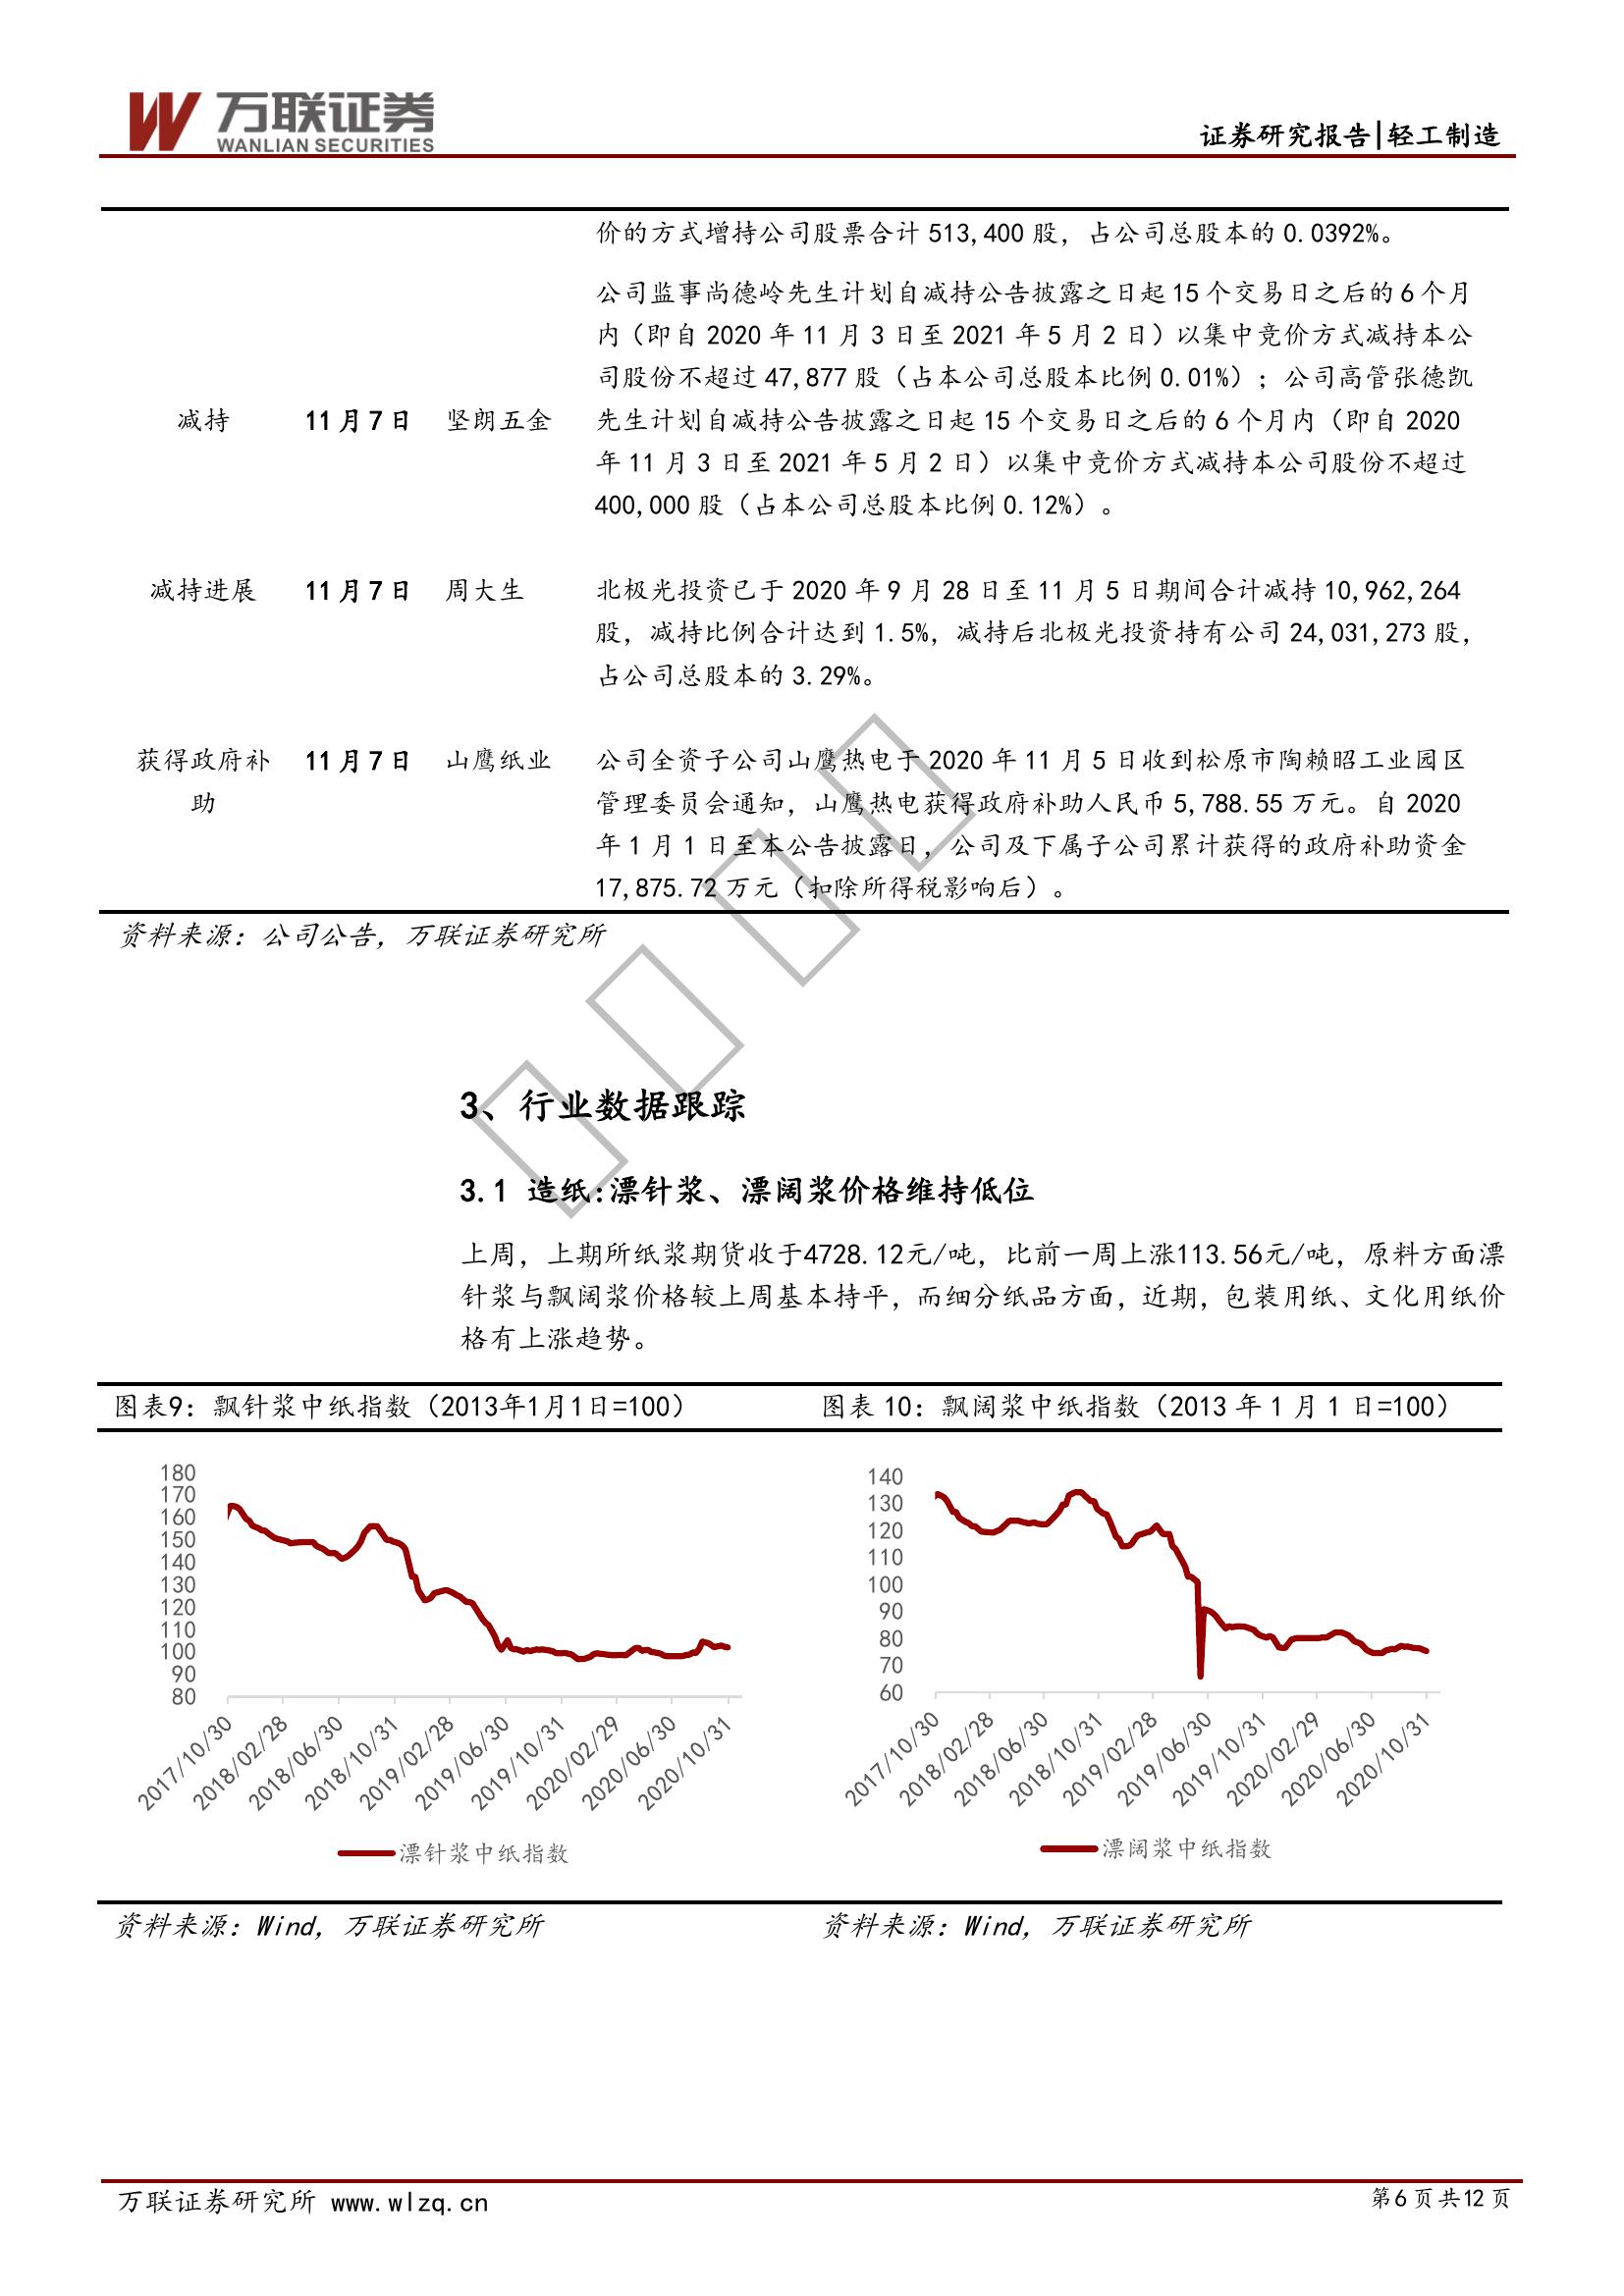 万联证券
WANLIAN SECURITIES
证券研究报告|轻工制造
价的方式增持公司股票合计 513,400 股，占公司总股本的 0.0392%。
公司监事尚德岭先生计划自减持公告披露之日起 15 个交易日之后的 6 个月
内（即自 2020 年 11 月 3 日至 2021 年 5 月 2 日）以集中竞价方式减持本公
司股份不超过 47,877 股（占本公司总股本比例 0.01%）；公司高管张德凯
减持 11 月 7 日 坚朗五金 先生计划自减持公告披露之日起 15 个交易日之后的 6 个月内（即自 2020
年 11 月 3 日至 2021 年 5 月 2 日）以集中竞价方式减持本公司股份不超过
400,000 股（占本公司总股本比例 0.12%）。
减持进展 11 月 7 日 周大生 北极光投资已于 2020 年 9 月 28 日至 11 月 5 日期间合计减持 10,962,264
股，减持比例合计达到 1.5%，减持后北极光投资持有公司 24,031,273 股，
占公司总股本的 3.29%。
获得政府补 11 月 7 日 山鹰纸业 公司全资子公司山鹰热电于 2020 年 11 月 5 日收到松原市陶赖昭工业园区
助 管理委员会通知，山鹰热电获得政府补助人民币 5,788.55 万元。自 2020
年 1 月 1 日至本公告披露日，公司及下属子公司累计获得的政府补助资金
17,875.72 万元（扣除所得税影响后）。
资料来源：公司公告，万联证券研究所
3、行业数据跟踪
3.1 造纸:漂针浆、漂阔浆价格维持低位
上周，上期所纸浆期货收于4728.12元/吨，比前一周上涨113.56元/吨，原料方面漂
针浆与飘阔浆价格较上周基本持平，而细分纸品方面，近期，包装用纸、文化用纸价
格有上涨趋势。
图表9：飘针浆中纸指数（2013年1月1日=100）
180
170
160
150
140
130
120
110
100
90
80
2017/10/30
2018/02/28
2018/06/30
2018/10/31
2019/02/28
2019/06/30
2019/10/31
2020/02/29
2020/06/30
2020/10/31
漂针浆中纸指数
资料来源：Wind，万联证券研究所
图表 10：飘阔浆中纸指数（2013 年 1 月 1 日=100）
140
130
120
110
100
90
80
70
60
2017/10/30
2018/02/28
2018/06/30
2018/10/31
2019/02/28
2019/06/30
2019/10/31
2020/02/29
2020/06/30
2020/10/31
漂阔浆中纸指数
资料来源：Wind，万联证券研究所
万联证券研究所 www.wlzq.cn
第 6 页 共 12 页